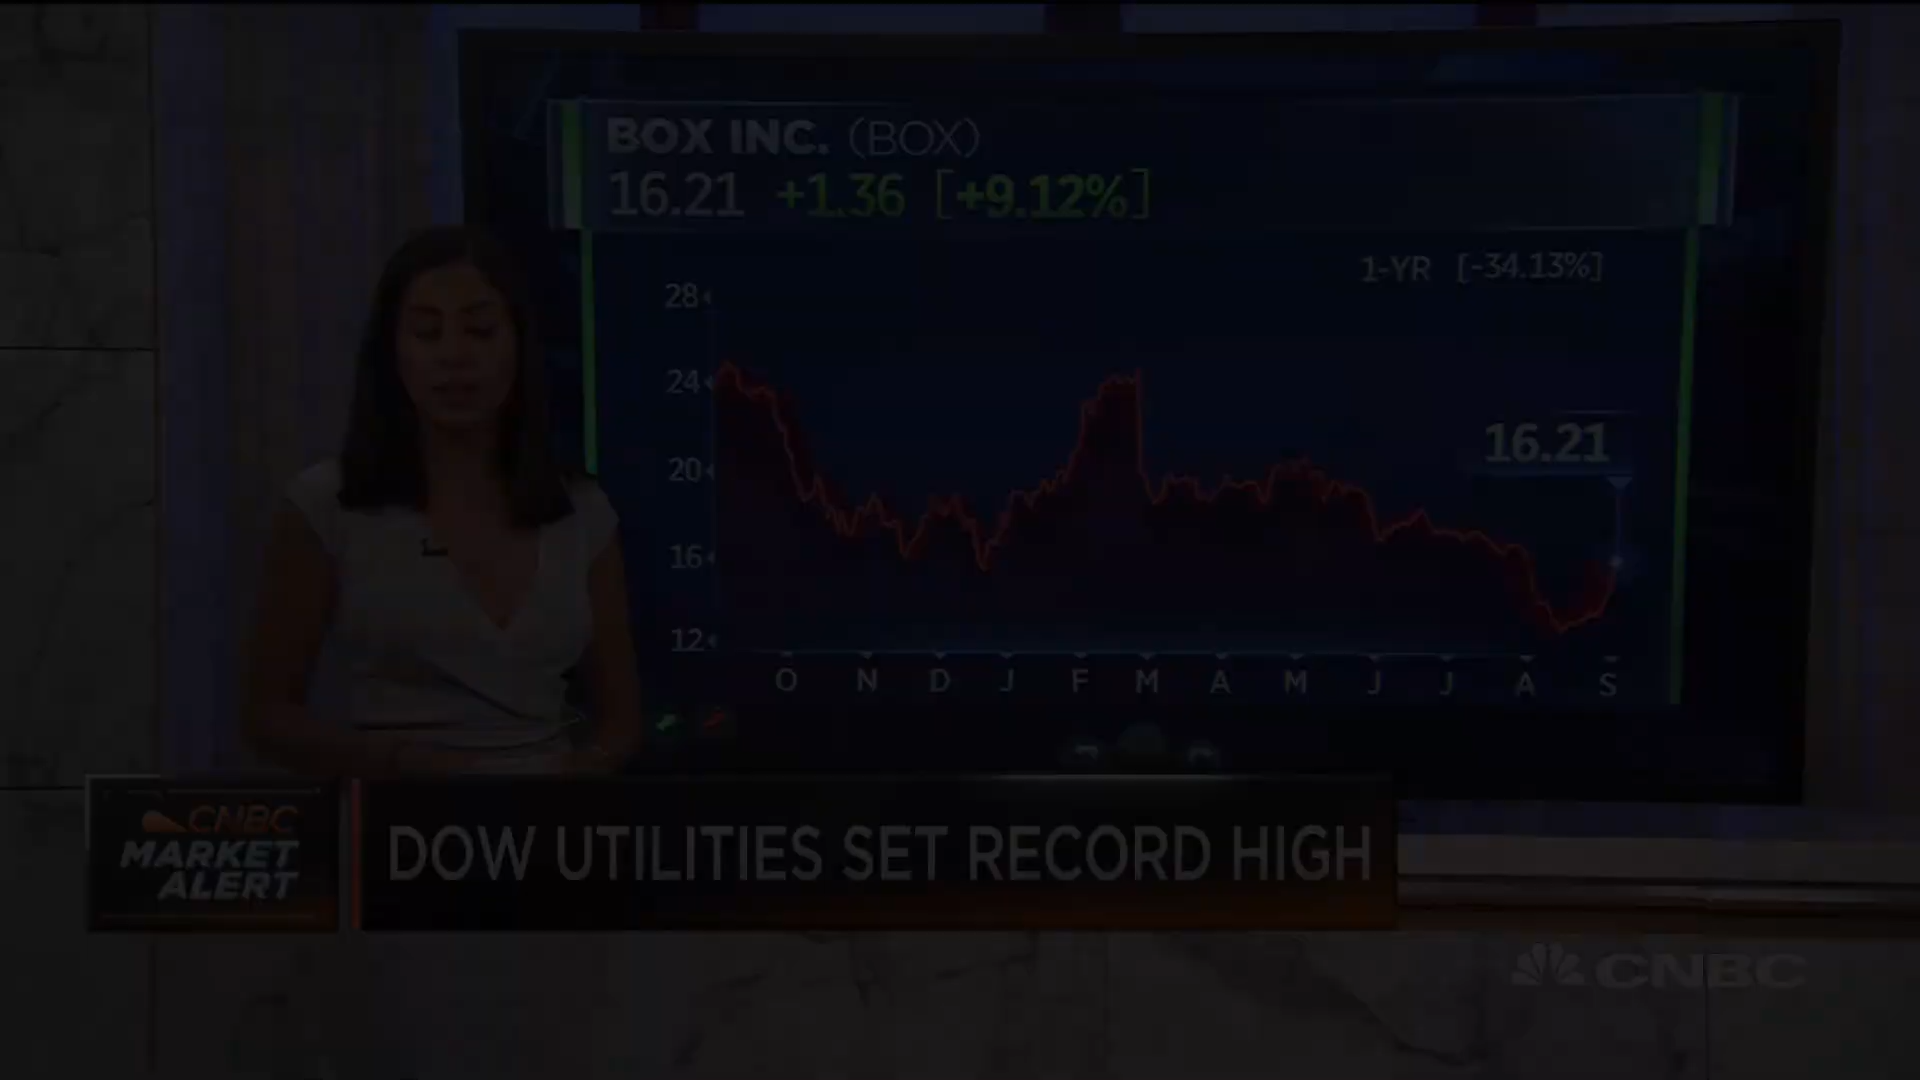 BOX INC. (BOX)
16.21 +1.36 [+9.12%]
1-YR [-34.13%]
28
24
20
16
12
16.21
O N D J F M A M J J A S
CNBC
MARKET
ALERT
DOW UTILITIES SET RECORD HIGH
CNBC